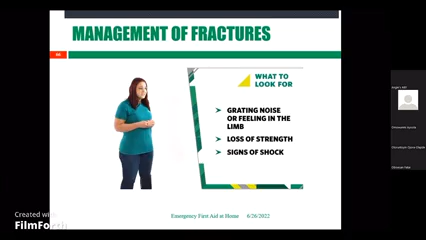 MANAGEMENT OF FRACTURES
WHAT TO
LOOK FOR
➤ GRATING NOISE
OR FEELING IN THE
LIMB
➤ LOSS OF STRENGTH
➤ SIGNS OF SHOCK
Emergency First Aid at Home 6/26/2022
Created with